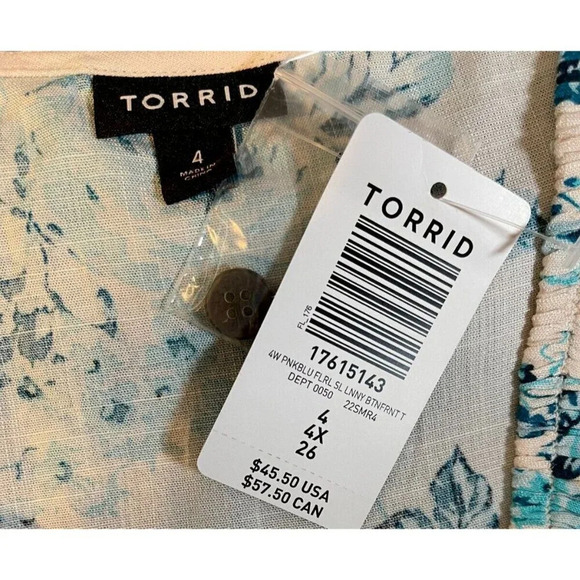 TORRID
4
MADE IN
CHINA
TORRID
FL_176
17615143
4W PNKBLU FLRL SL LNNY BTNFRNT T
DEPT 0050 22SMR4
4
4X
26
$45.50 USA
$57.50 CAN